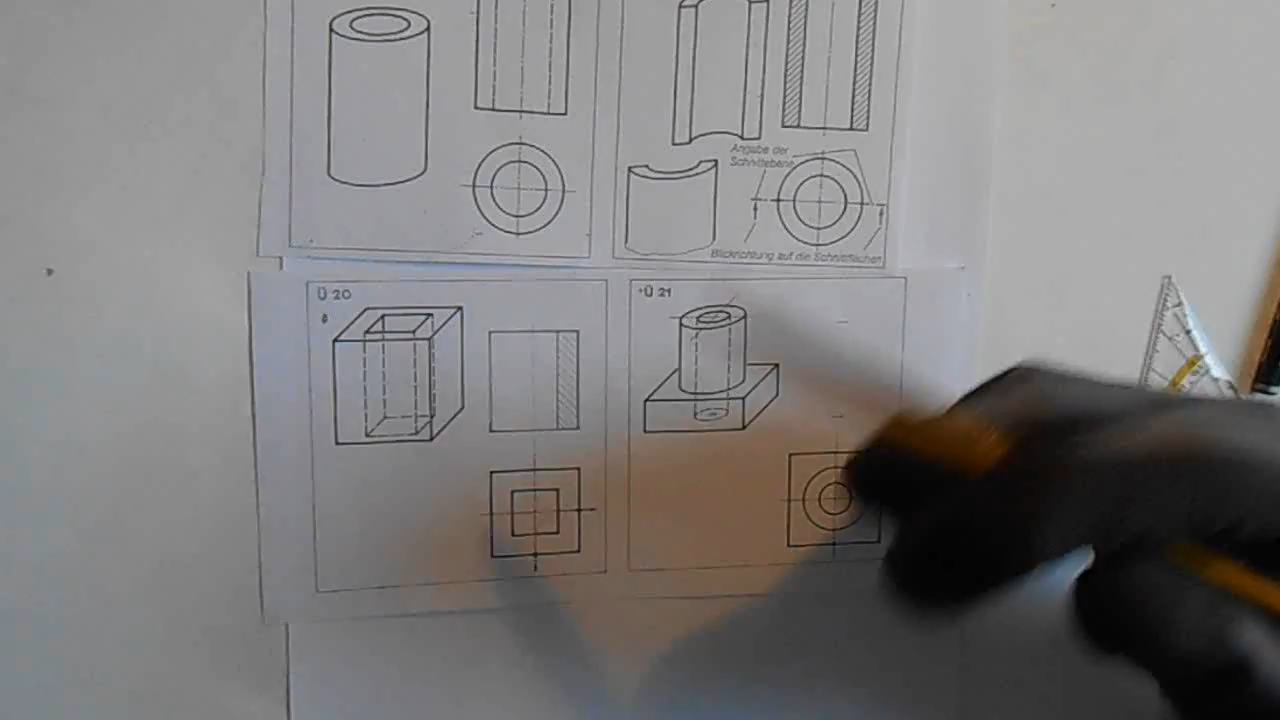 Angabe der
Schnittebene
Blickrichtung auf die Schnittflächen
Ü 20
Ü 21